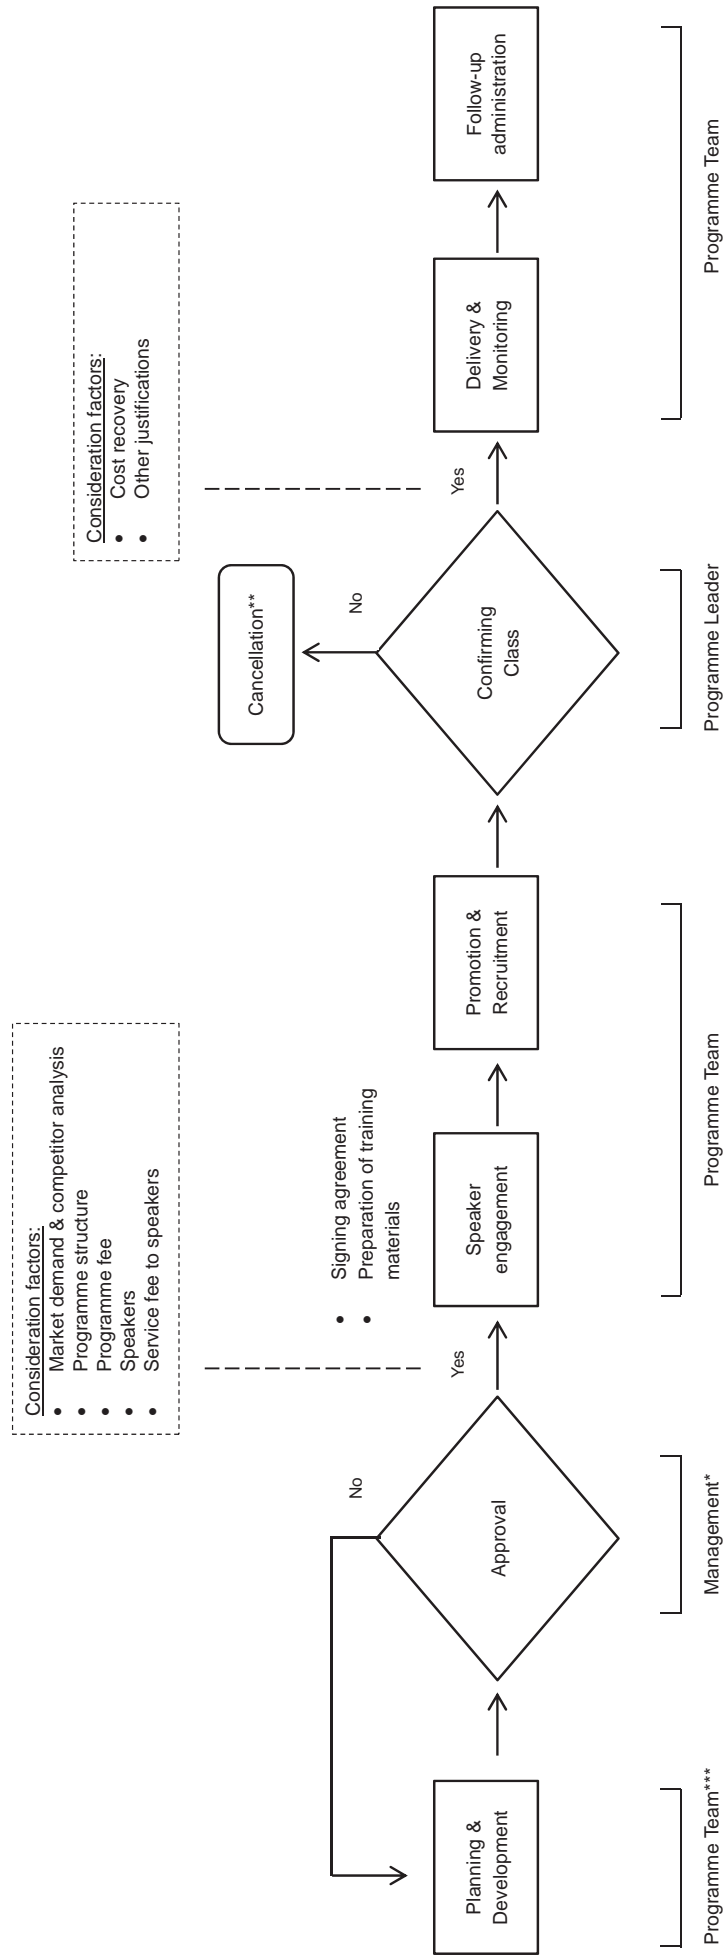 Consideration factors:
• Market demand & competitor analysis
• Programme structure
• Programme fee
• Speakers
• Service fee to speakers
Consideration factors:
• Cost recovery
• Other justifications
No
• Signing agreement
• Preparation of training
materials
Cancellation**
No
Planning &
Development
Approval
Yes
Speaker
engagement
Promotion &
Recruitment
Confirming
Class
Yes
Delivery &
Monitoring
Follow-up
administration
Programme Team***
Management*
Programme Team
Programme Leader
Programme Team